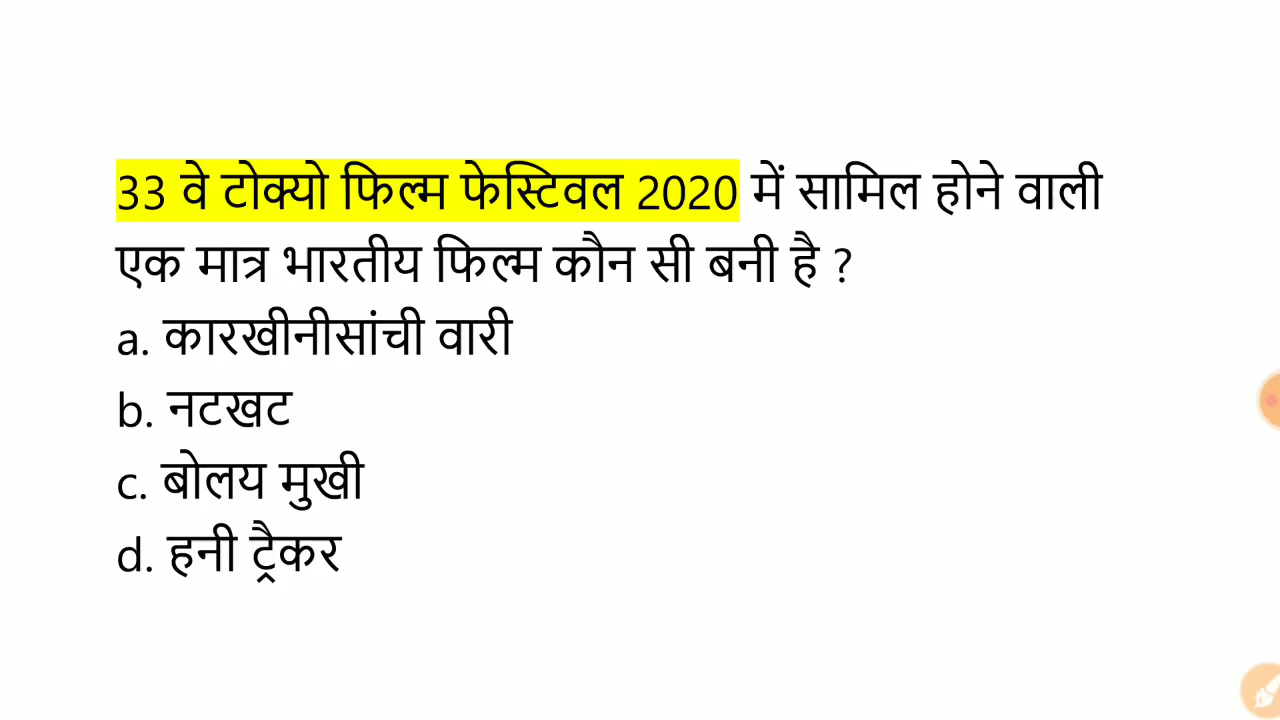 33 वे टोक्यो फिल्म फेस्टिवल 2020 में सामिल होने वाली
एक मात्र भारतीय फिल्म कौन सी बनी है ?
a. कारखीनीसांची वारी
b. नटखट
c. बोलय मुखी
d. हनी ट्रैकर